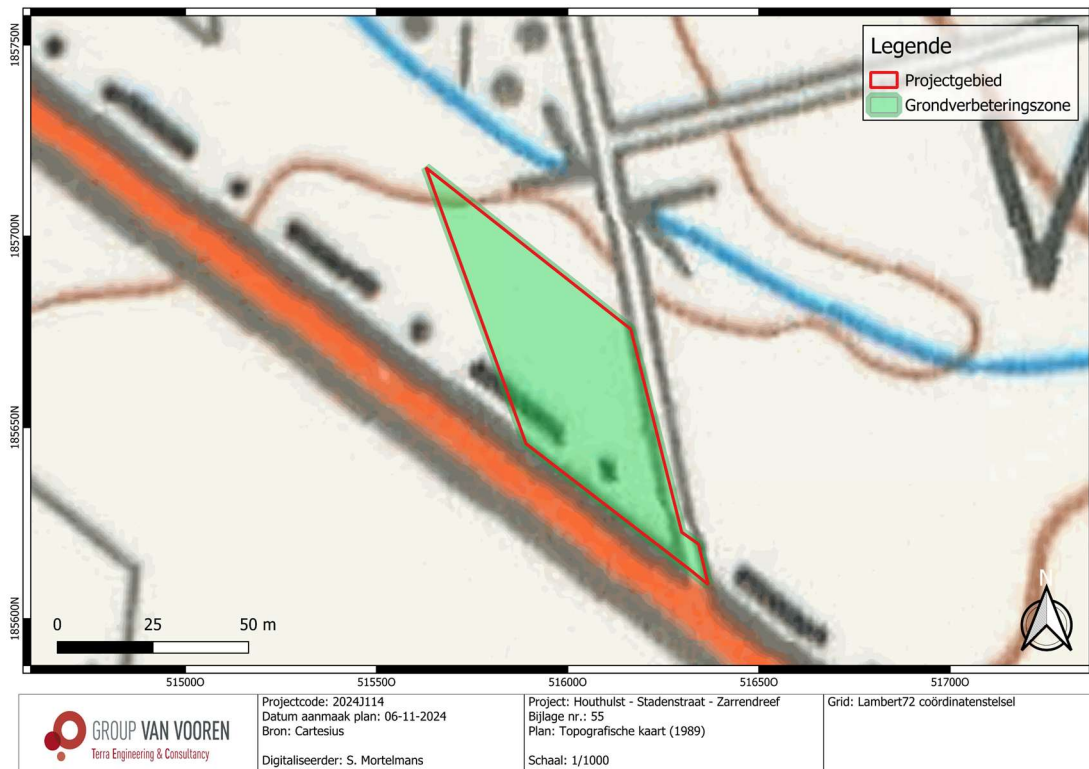 Legende
Projectgebied
Grondverbeteringszone
185750N
185700N
185650N
185600N
N
0 25 50 m
515000 515500 516000 516500 517000
GROUP VAN VOOREN
Terra Engineering & Consultancy
Projectcode: 2024J114
Datum aanmaak plan: 06-11-2024
Bron: Cartesius
Digitaliseerder: S. Mortelmans
Project: Houthulst - Stadenstraat - Zarrendreef
Bijlage nr.: 55
Plan: Topografische kaart (1989)
Schaal: 1/1000
Grid: Lambert72 coördinatenstelsel